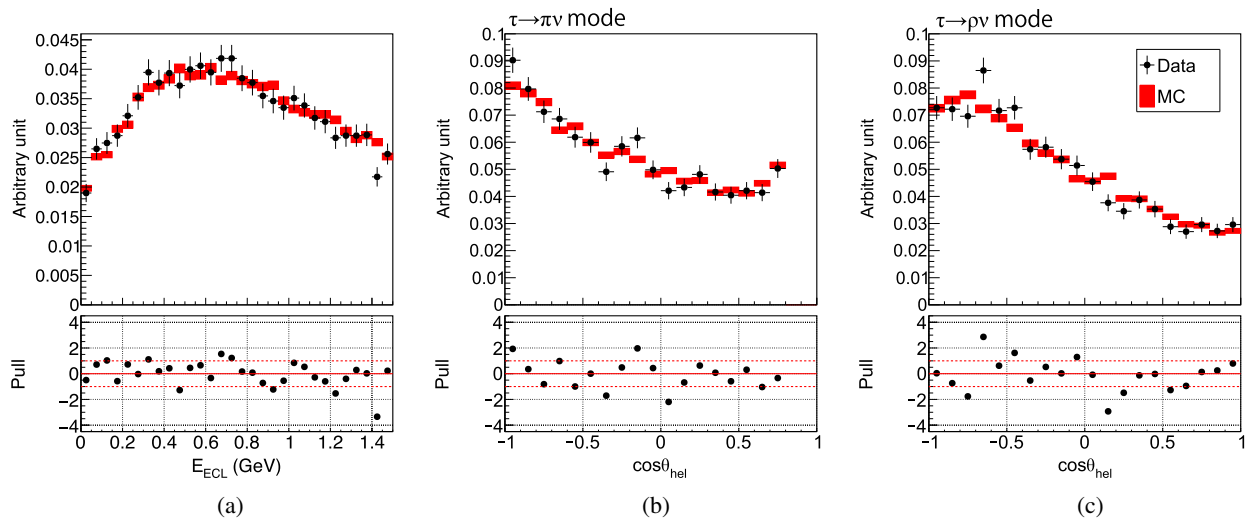 τ→πν mode
τ→ρν mode
0.045
0.04
0.035
0.03
0.025
0.02
0.015
0.01
0.005
0
Arbitrary unit
0.1
0.09
0.08
0.07
0.06
0.05
0.04
0.03
0.02
0.01
0
Arbitrary unit
0.1
0.09
0.08
0.07
0.06
0.05
0.04
0.03
0.02
0.01
0
Arbitrary unit
Data
MC
4
2
0
−2
−4
Pull
0 0.2 0.4 0.6 0.8 1 1.2 1.4
E_ECL (GeV)
4
2
0
−2
−4
Pull
−1 −0.5 0 0.5 1
cosθ_hel
4
2
0
−2
−4
Pull
−1 −0.5 0 0.5 1
cosθ_hel
(a)
(b)
(c)